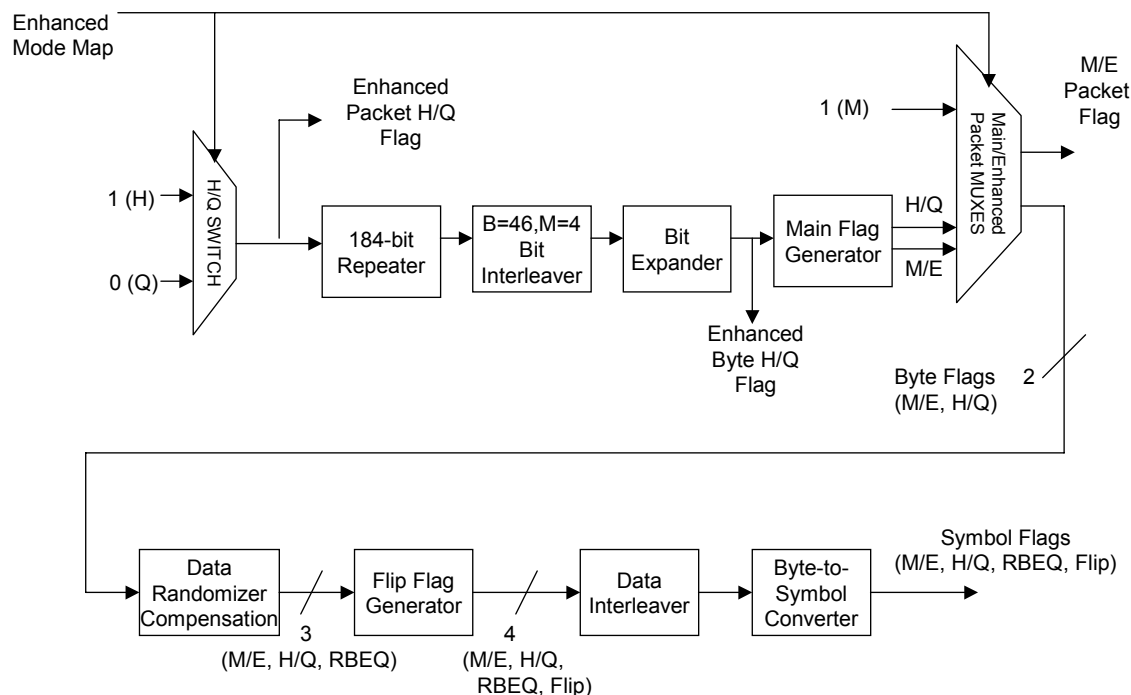 Enhanced
Mode Map
Enhanced
Packet H/Q
Flag
1 (M)
Main/Enhanced
Packet MUXES
M/E
Packet
Flag
1 (H)
0 (Q)
H/Q SWITCH
184-bit
Repeater
B=46,M=4
Bit
Interleaver
Bit
Expander
Main Flag
Generator
H/Q
M/E
Enhanced
Byte H/Q
Flag
Byte Flags
(M/E, H/Q)
2
Data
Randomizer
Compensation
3
(M/E, H/Q, RBEQ)
Flip Flag
Generator
4
(M/E, H/Q,
RBEQ, Flip)
Data
Interleaver
Byte-to-
Symbol
Converter
Symbol Flags
(M/E, H/Q, RBEQ, Flip)